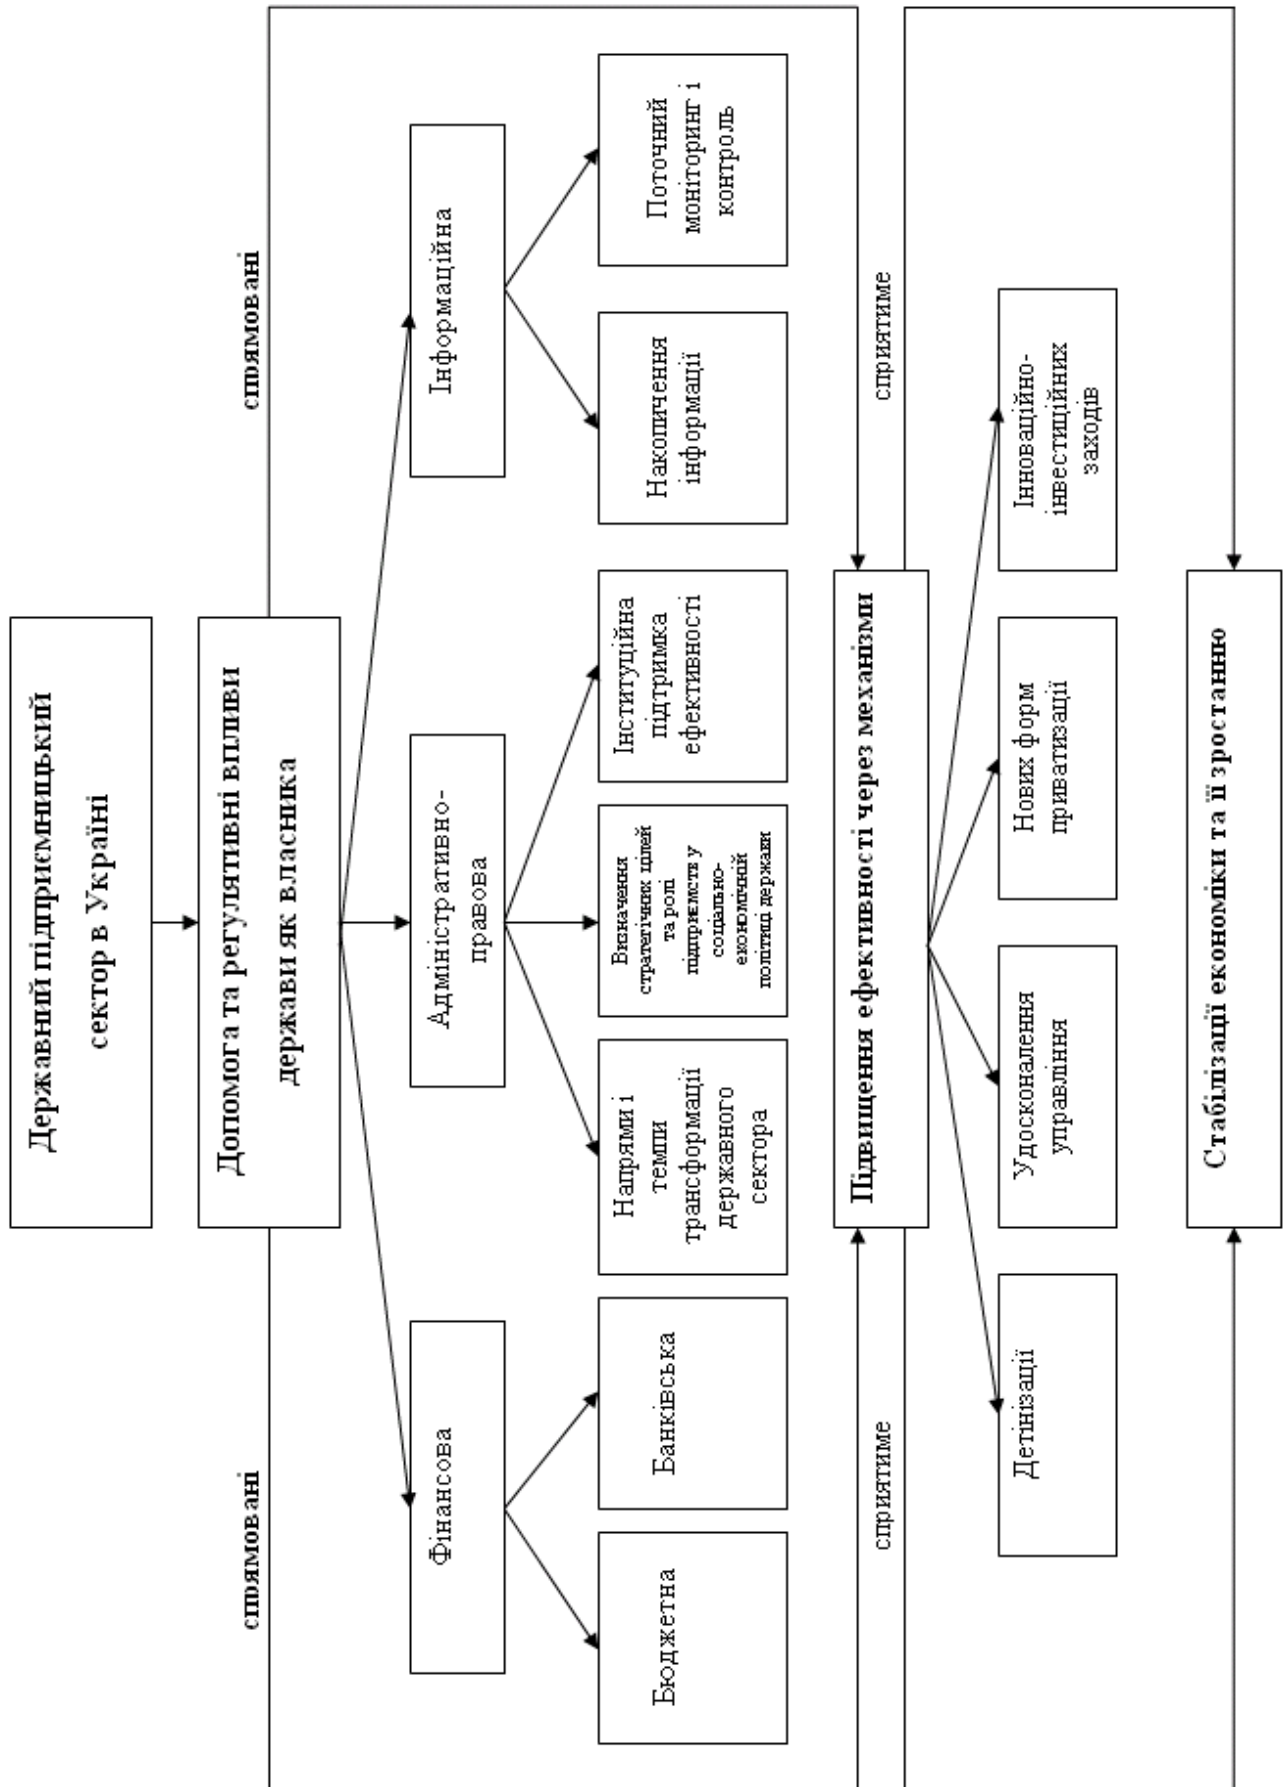 Державний підприємницький
сектор в Україні
Допомога та регулятивні впливи
держави як власника
спрямовані
спрямовані
Фінансова
Адміністративно-
правова
Інформаційна
Бюджетна
Банківська
Напрями і
темпи
трансформації
державного
сектора
Визначення
стратегічних цілей
та ролі
підприємств у
соціально-
економічній
політиці держави
Інституційна
підтримка
ефективності
Накопичення
інформації
Поточний
моніторинг і
контроль
Підвищення ефективності через механізми
сприятиме
сприятиме
Детінізації
Удосконалення
управління
Нових форм
приватизації
Інноваційно-
інвестиційних
заходів
Стабілізації економіки та її зростанню